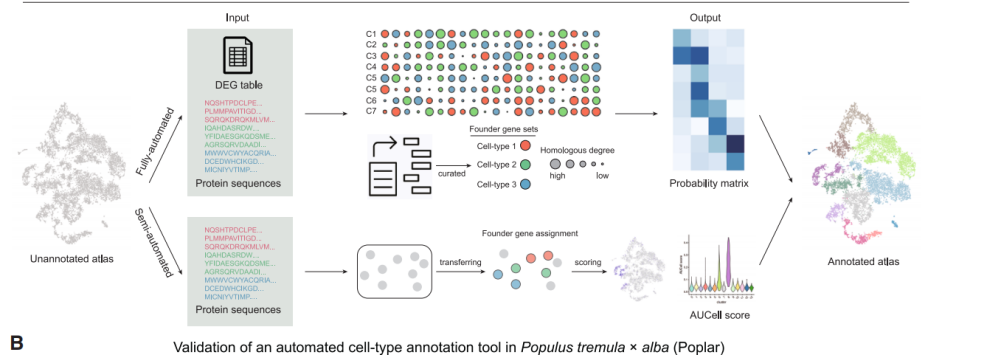 Input
Output
DEG table
C1
C2
C3
C4
C5
C5
C6
C7
Fully-automated
NQSHTPDCLPE...
PLMMPAVITIGD...
SQRQKDRQKMLVM...
IQAHDASRDW...
YFIDAESGKQDSME...
AGRSQRVDAADI...
MWWVCWYACQRIA...
DCEDWHCIKGD...
MICNIYVTIMP...
Protein sequences
curated
Founder gene sets
Cell-type 1
Cell-type 2
Cell-type 3
Homologous degree
high
low
Probability matrix
Unannotated atlas
Semi-automated
NQSHTPDCLPE...
PLMMPAVITIGD...
SQRQKDRQKMLVM...
IQAHDASRDW...
YFIDAESGKQDSME...
AGRSQRVDAADI...
MWWVCWYACQRIA...
DCEDWHCIKGD...
MICNIYVTIMP...
Protein sequences
transferring
Founder gene assignment
scoring
AUCell score
Annotated atlas
B
Validation of an automated cell-type annotation tool in Populus tremula × alba (Poplar)